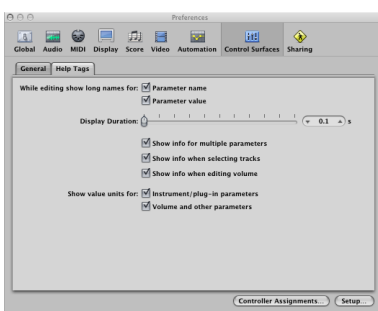 Preferences
Global Audio MIDI Display Score Video Automation Control Surfaces Sharing
General Help Tags
While editing show long names for: Parameter name
Parameter value
Display Duration: 0.1 s
Show info for multiple parameters
Show info when selecting tracks
Show info when editing volume
Show value units for: Instrument/plug-in parameters
Volume and other parameters
Controller Assignments... Setup...